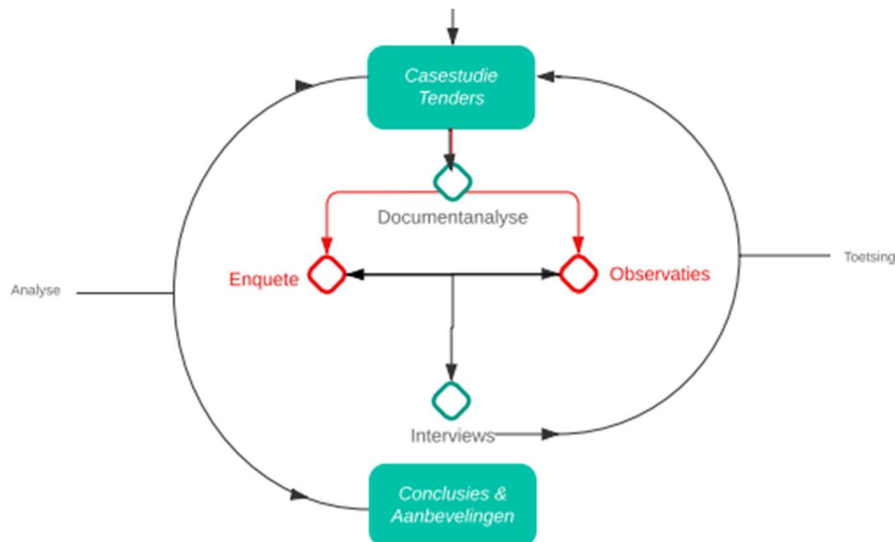 Casestudie
Tenders
Documentanalyse
Enquete
Observaties
Toetsing
Analyse
Interviews
Conclusies &
Aanbevelingen